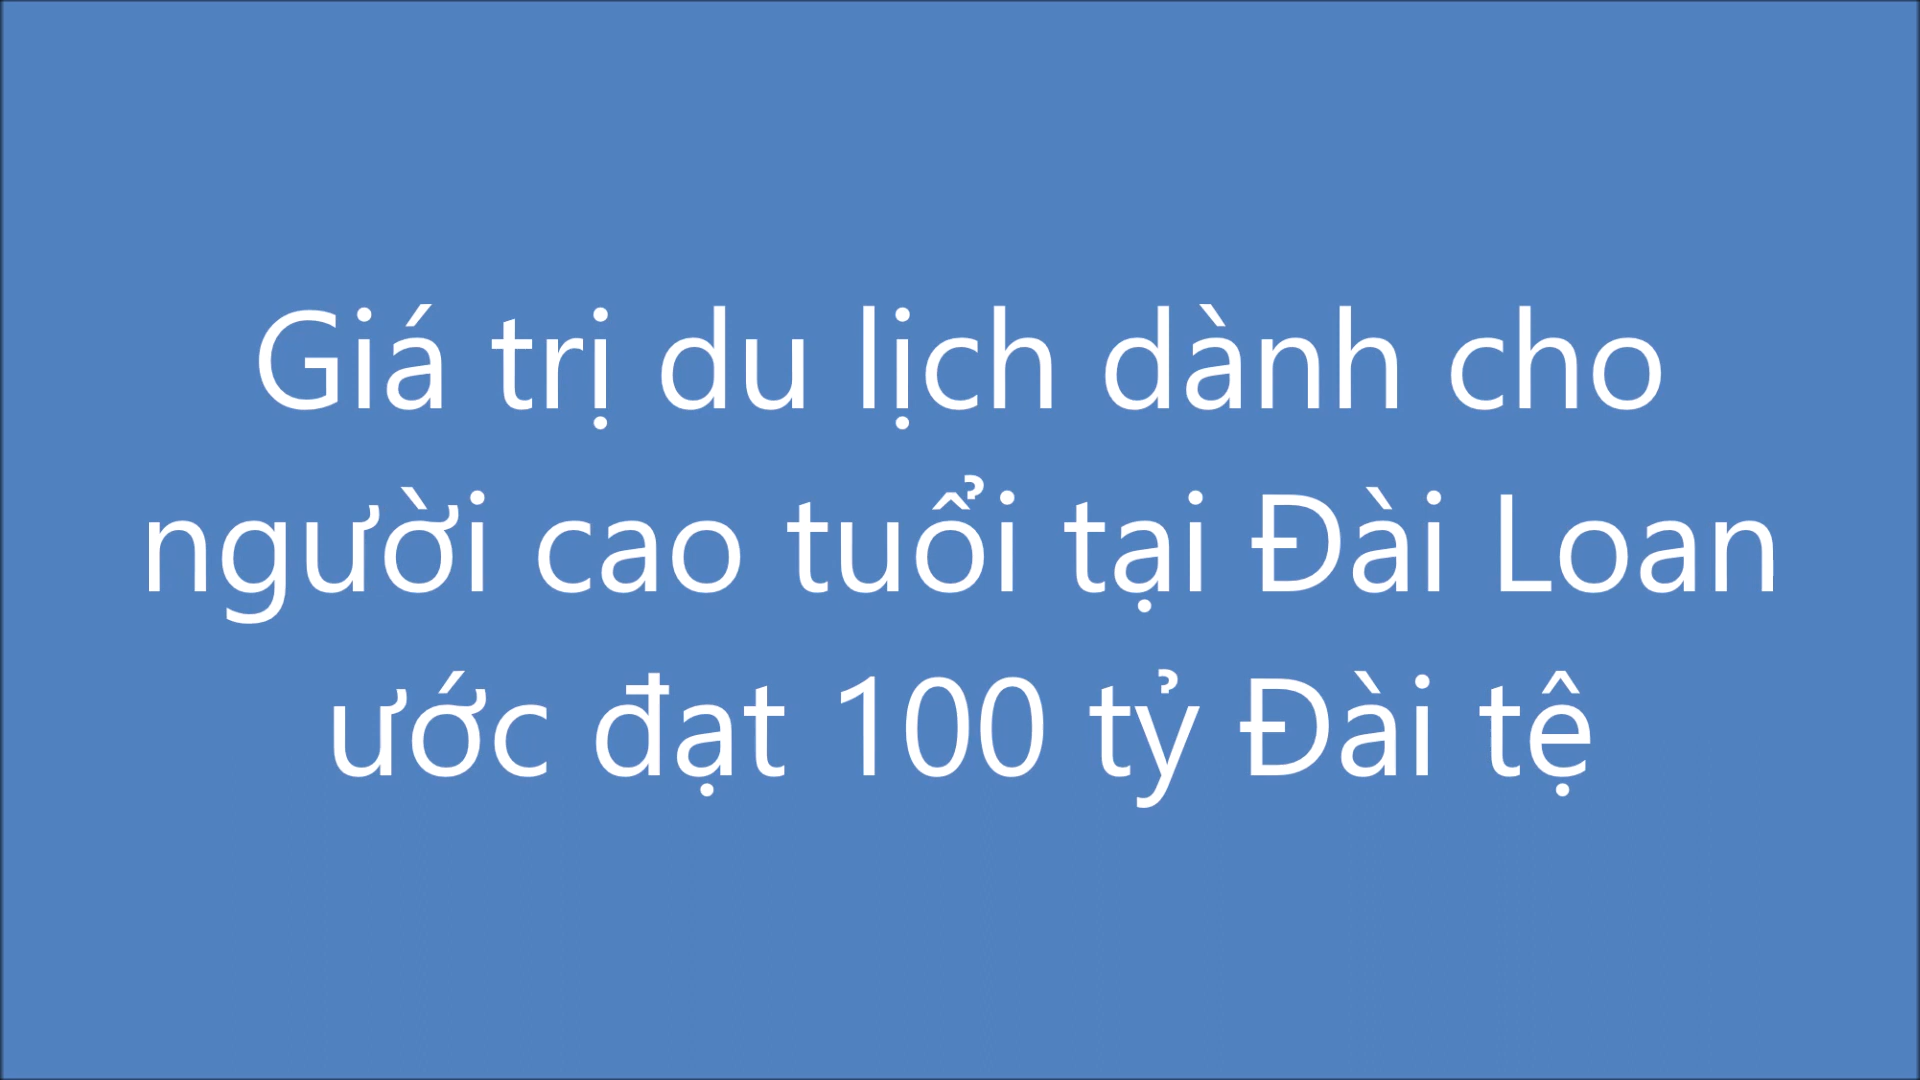 Giá trị du lịch dành cho
người cao tuổi tại Đài Loan
ước đạt 100 tỷ Đài tệ